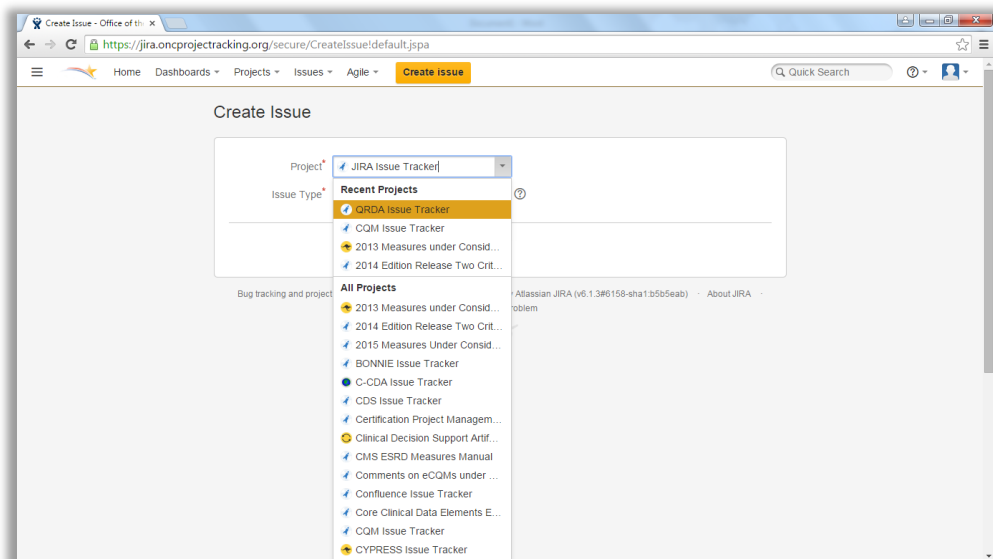 Create Issue - Office of th
https://jira.oncprojecttracking.org/secure/CreateIssue!default.jspa
Home Dashboards Projects Issues Agile Create issue Quick Search
Create Issue
Project* JIRA Issue Tracker
Issue Type*
Recent Projects
QRDA Issue Tracker
CQM Issue Tracker
2013 Measures under Consid...
2014 Edition Release Two Crit...
All Projects
Bug tracking and project Atlassian JIRA (v6.1.3#6158-sha1:b5b5eab) · About JIRA ·
2013 Measures under Consid...
2014 Edition Release Two Crit...
2015 Measures Under Consid...
BONNIE Issue Tracker
C-CDA Issue Tracker
CDS Issue Tracker
Certification Project Managem...
Clinical Decision Support Artif...
CMS ESRD Measures Manual
Comments on eCQMs under ...
Confluence Issue Tracker
Core Clinical Data Elements E...
CQM Issue Tracker
CYPRESS Issue Tracker